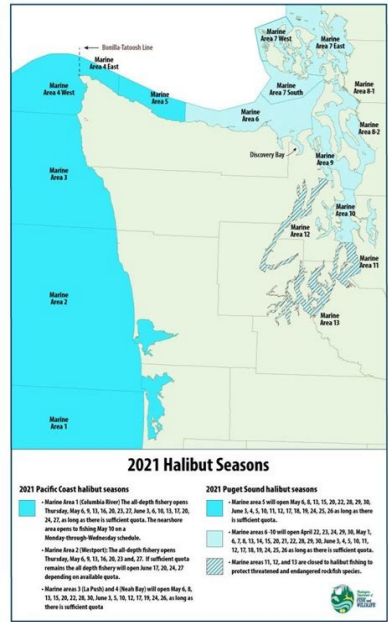 Bonilla-Tatoosh Line
Marine
Area 4 East
Marine
Area 4 West
Marine
Area 5
Marine
Area 7 West
Marine
Area 7 East
Marine
Area 7 South
Marine
Area 8-1
Marine
Area 6
Marine
Area 8-2
Discovery Bay
Marine
Area 9
Marine
Area 3
Marine
Area 10
Marine
Area 12
Marine
Area 11
Marine
Area 2
Marine
Area 13
Marine
Area 1
2021 Halibut Seasons
2021 Pacific Coast halibut seasons
• Marine Area 1 (Columbia River) The all-depth fishery opens
Thursday, May 6, 9, 13, 16, 20, 23, 27, June 3, 6, 10, 13, 17, 20,
24, 27, as long as there is sufficient quota. The nearshore
area opens to fishing May 10 on a
Monday-through-Wednesday schedule.
• Marine Area 2 (Westport): The all-depth fishery opens
Thursday, May 6, 9, 13, 16, 20, 23 and, 27. If sufficient quota
remains the all depth fishery will open June 17, 20, 24, 27
depending on available quota.
• Marine areas 3 (La Push) and 4 (Neah Bay) will open May 6, 8,
13, 15, 20, 22, 28, 30, June 3, 5, 10, 12, 17, 19, 24, 26, as long as
there is sufficient quota
2021 Puget Sound halibut seasons
• Marine area 5 will open May 6, 8, 13, 15, 20, 22, 28, 29, 30,
June 3, 4, 5, 10, 11, 12, 17, 18, 19, 24, 25, 26 as long as there
is sufficient quota.
• Marine areas 6 -10 will open April 22, 23, 24, 29, 30, May 1,
6, 7, 8, 13, 14, 15, 20, 21, 22, 28, 29, 30, June 3, 4, 5, 10, 11,
12, 17, 18, 19, 24, 25, 26 as long as there is sufficient quota.
• Marine areas 11, 12, and 13 are closed to halibut fishing to
protect threatened and endangered rockfish species.
Washington
Department of
FISH and
WILDLIFE